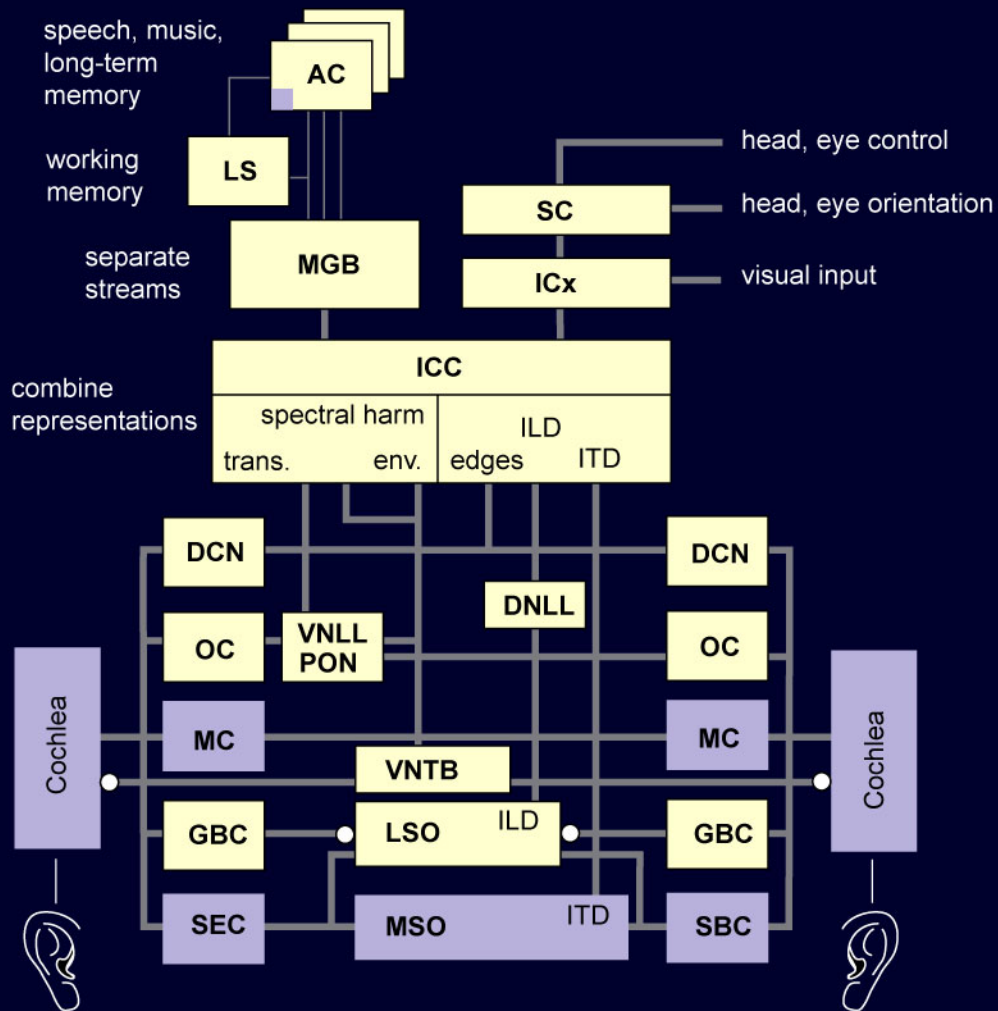 speech, music,
long-term
memory
AC
working
memory
LS
head, eye control
SC
head, eye orientation
separate
streams
MGB
ICx
visual input
ICC
combine
representations
spectral harm
trans.
env.
ILD
edges
ITD
DCN
DCN
DNLL
OC
VNLL
PON
OC
Cochlea
MC
MC
Cochlea
VNTB
GBC
LSO
ILD
GBC
SEC
MSO
ITD
SBC